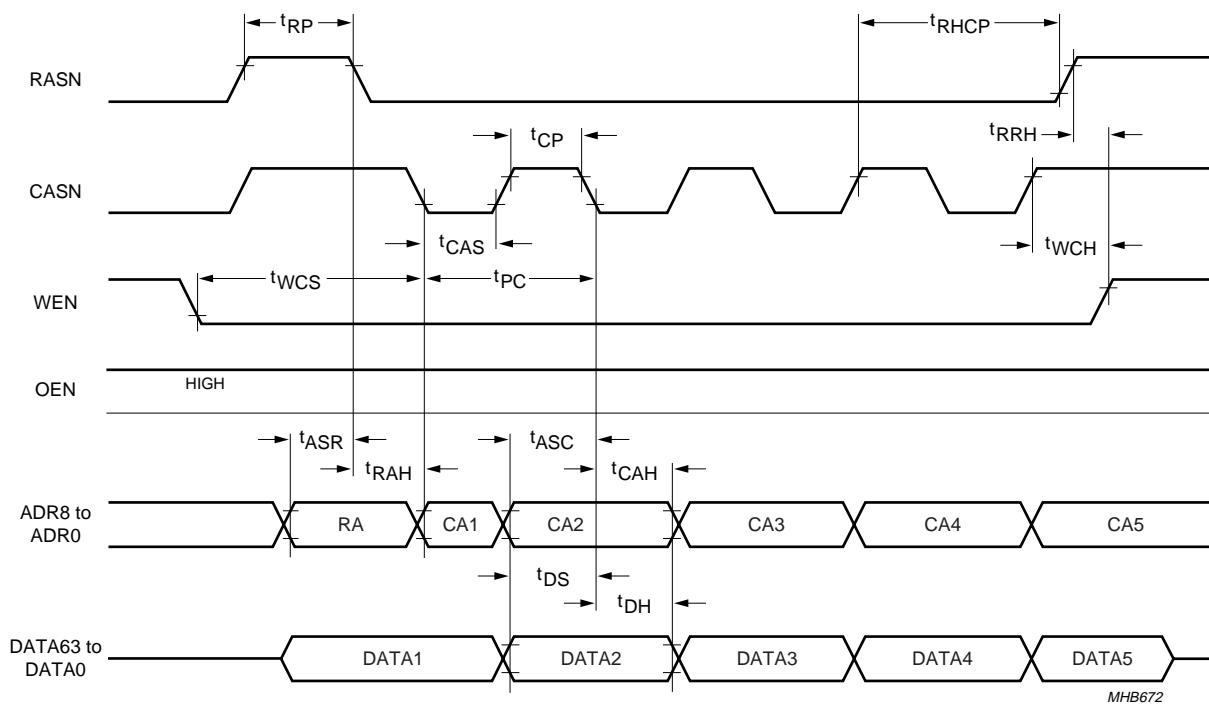 tRP
tRHCP
RASN
tRRH
tCP
CASN
tCAS
tWCH
tWCS
tPC
WEN
OEN
HIGH
tASR
tASC
tRAH
tCAH
ADR8 to
ADR0
RA
CA1
CA2
CA3
CA4
CA5
tDS
tDH
DATA63 to
DATA0
DATA1
DATA2
DATA3
DATA4
DATA5
MHB672